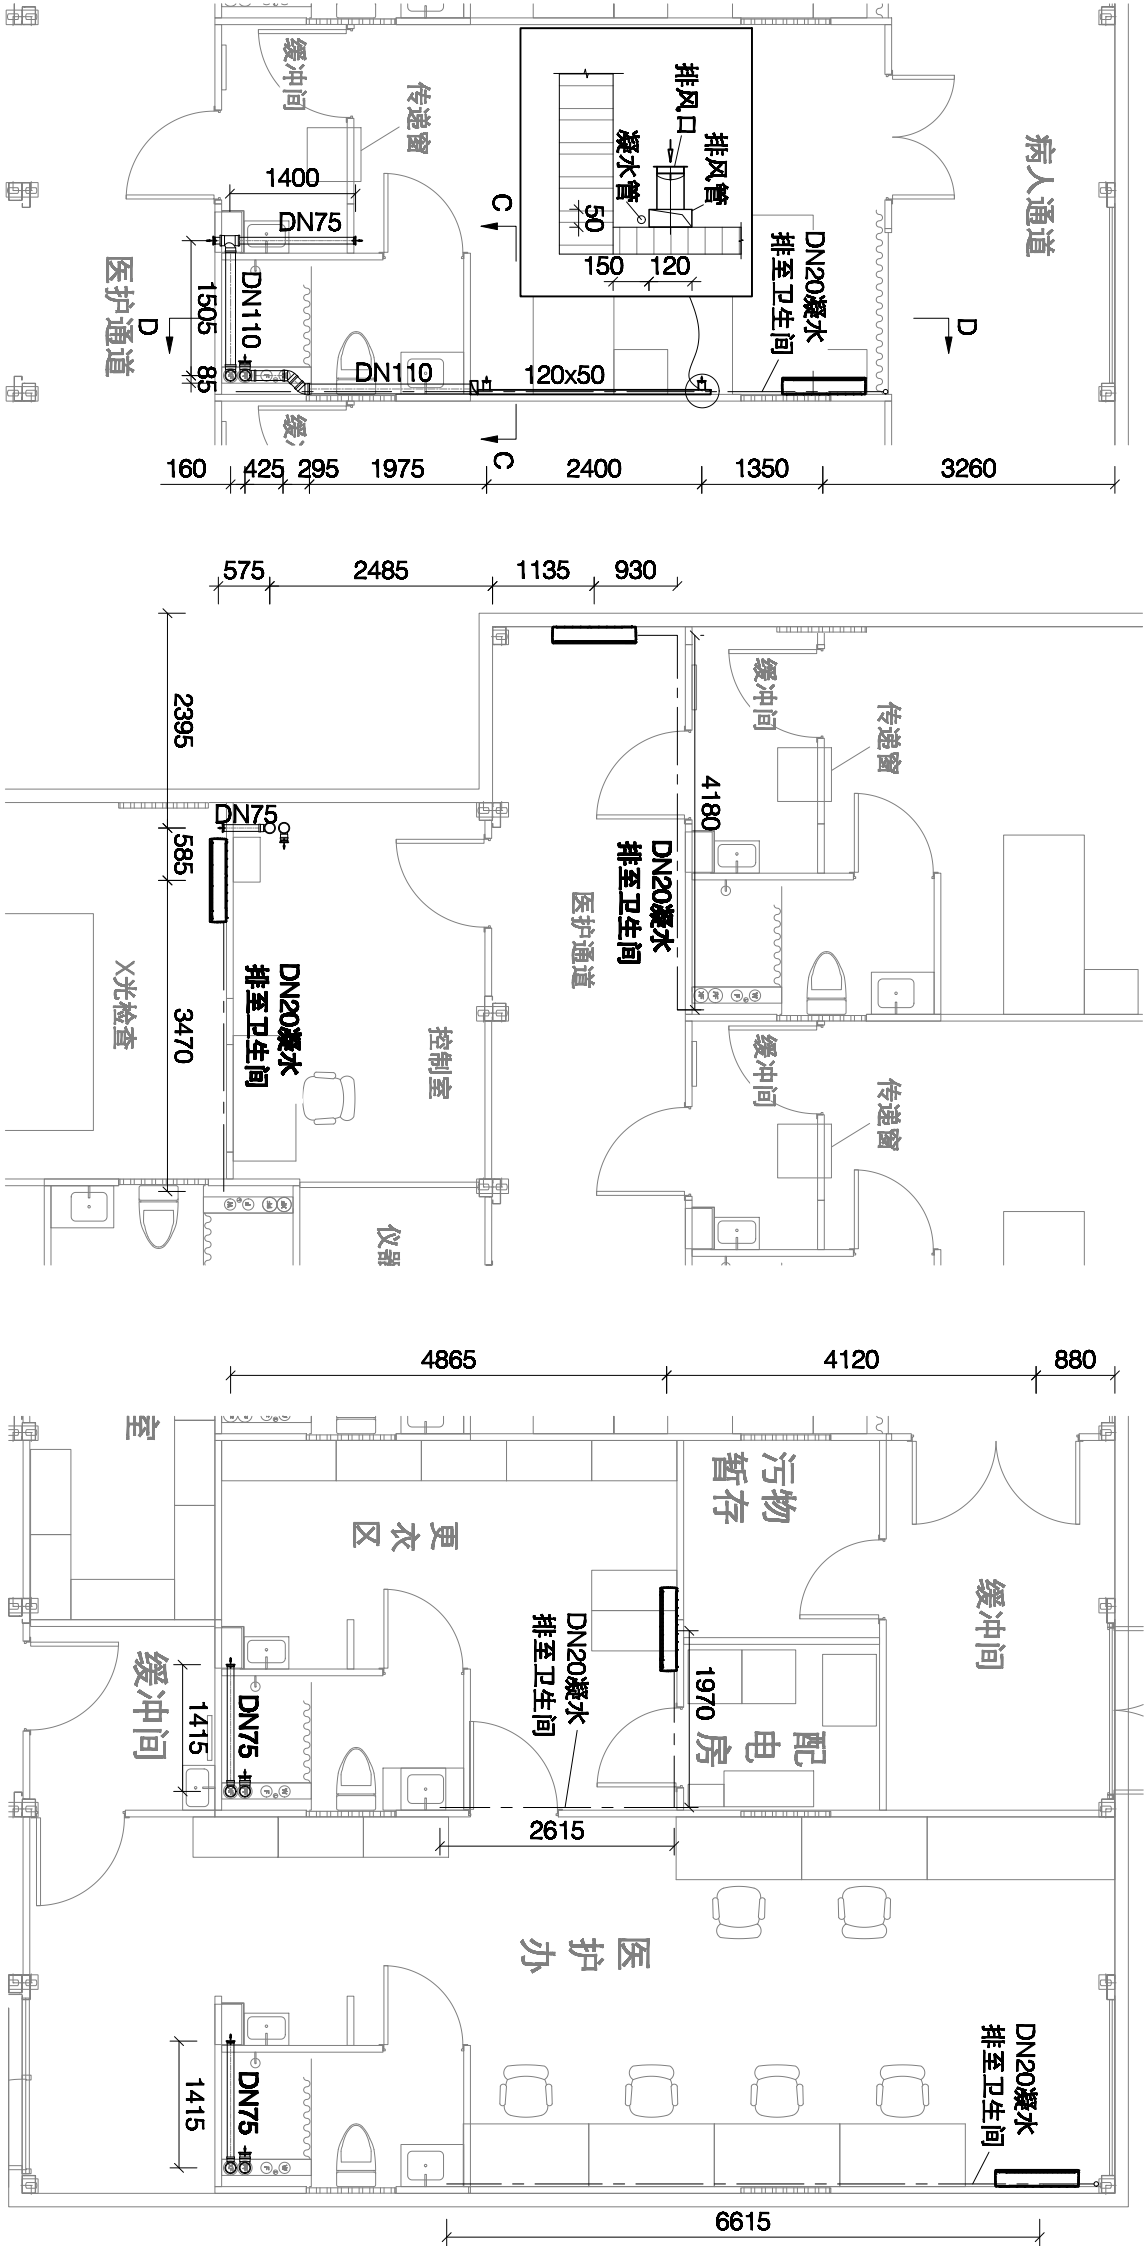 缓冲间
传递窗
病人通道
排风口
排风管
凝水管
50
150
120
1400
DN75
C
DN20凝水
排至卫生间
医护通道
1505
DN110
85
D
D
DN110
120x50
缓冲
C
160
425
295
1975
2400
1350
3260
575
2485
1135
930
2395
缓冲间
传递窗
4180
DN75
585
DN20凝水
排至卫生间
医护通道
X光检查
3470
DN20凝水
排至卫生间
控制室
缓冲间
传递窗
仪器
4865
4120
880
室
更衣区
污物暂存
缓冲间
DN20凝水
排至卫生间
1970
缓冲间
1415
DN75
配电房
2615
医护办
DN20凝水
排至卫生间
1415
DN75
6615